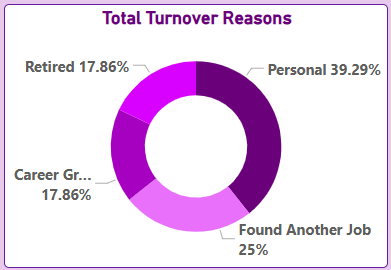 Total Turnover Reasons
Retired 17.86%
Personal 39.29%
Career Gr...
17.86%
Found Another Job
25%